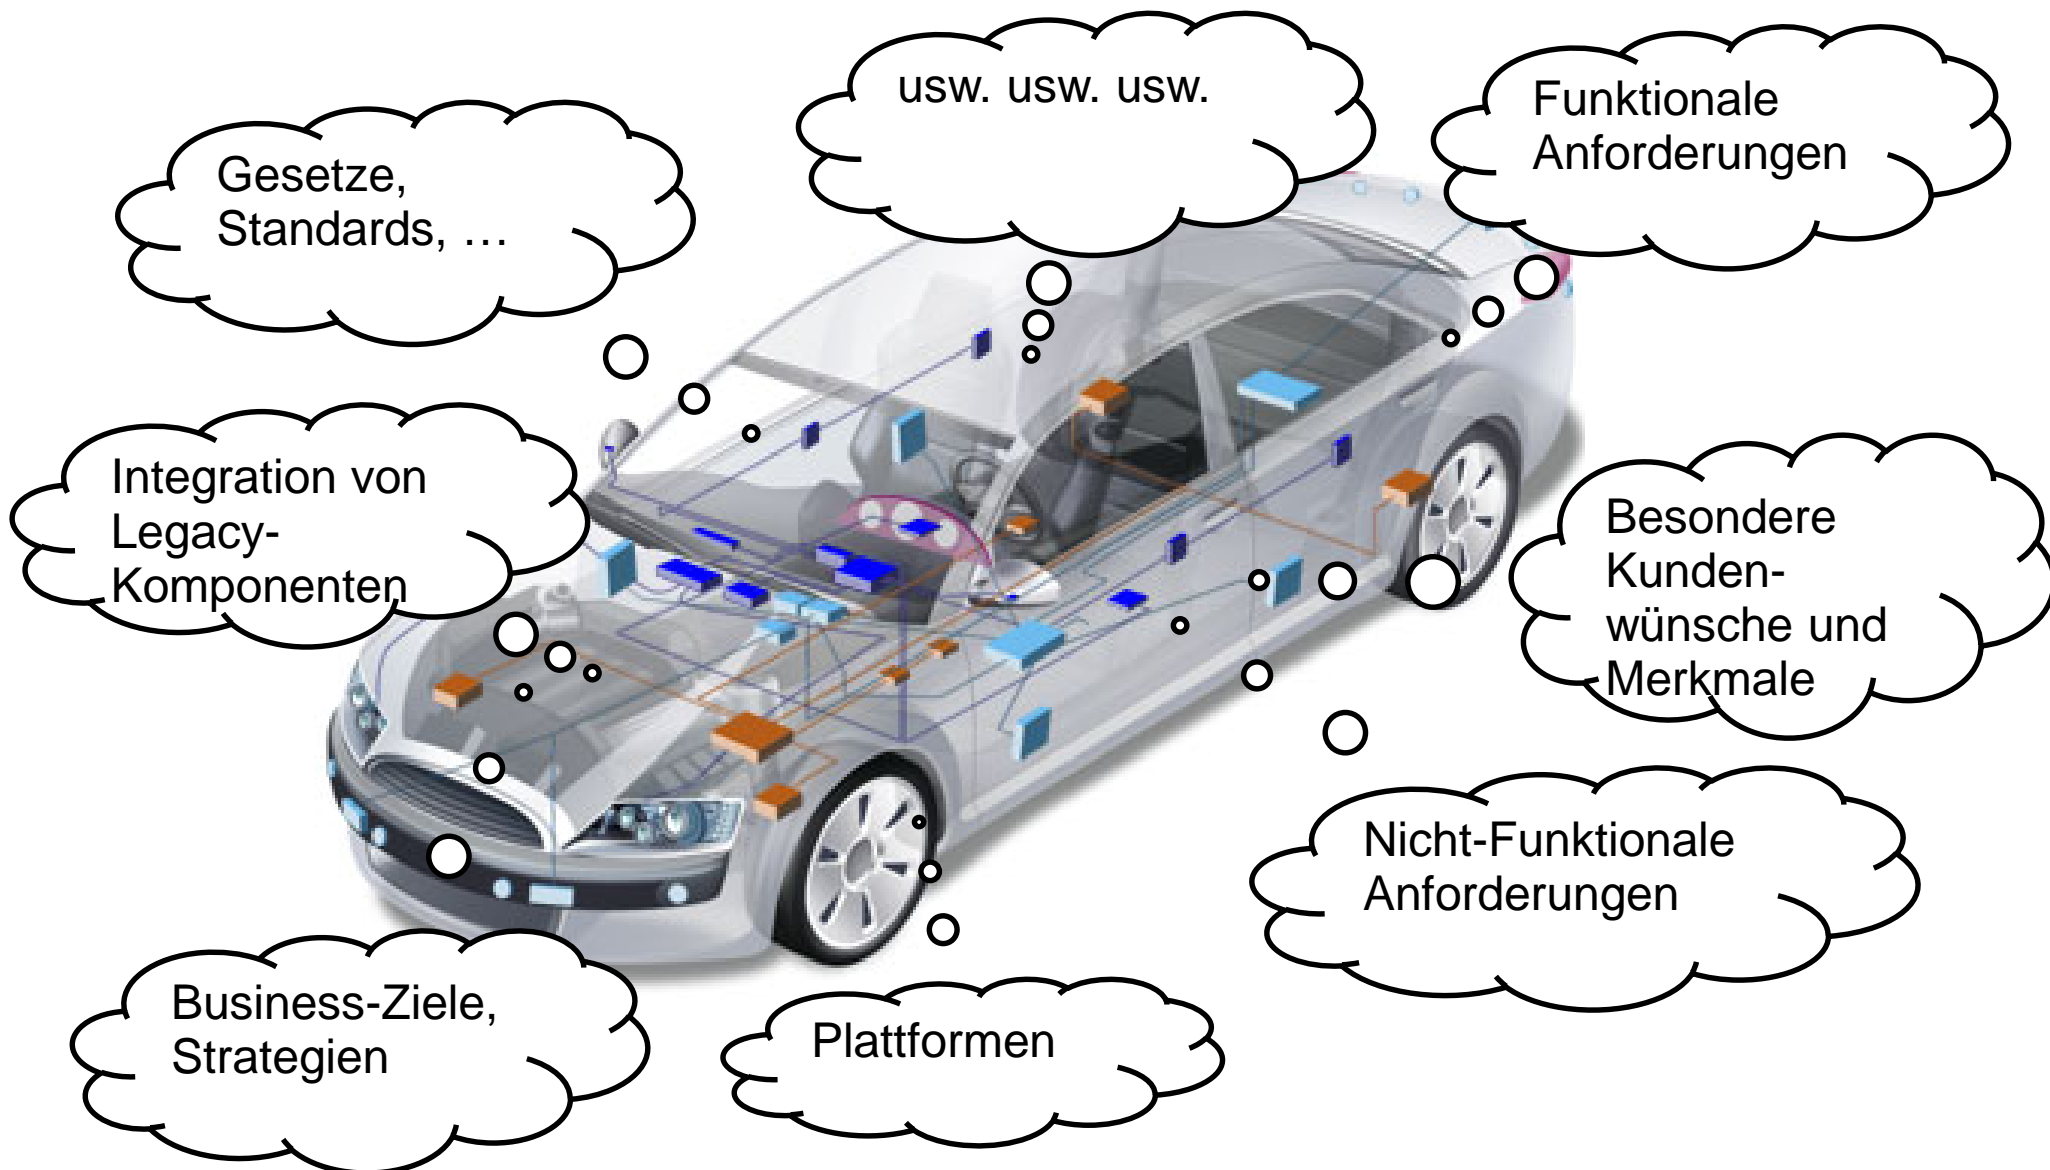 usw. usw. usw.
Funktionale
Anforderungen
Gesetze,
Standards, …
Integration von
Legacy-
Komponenten
Besondere
Kunden-
wünsche und
Merkmale
Nicht-Funktionale
Anforderungen
Business-Ziele,
Strategien
Plattformen